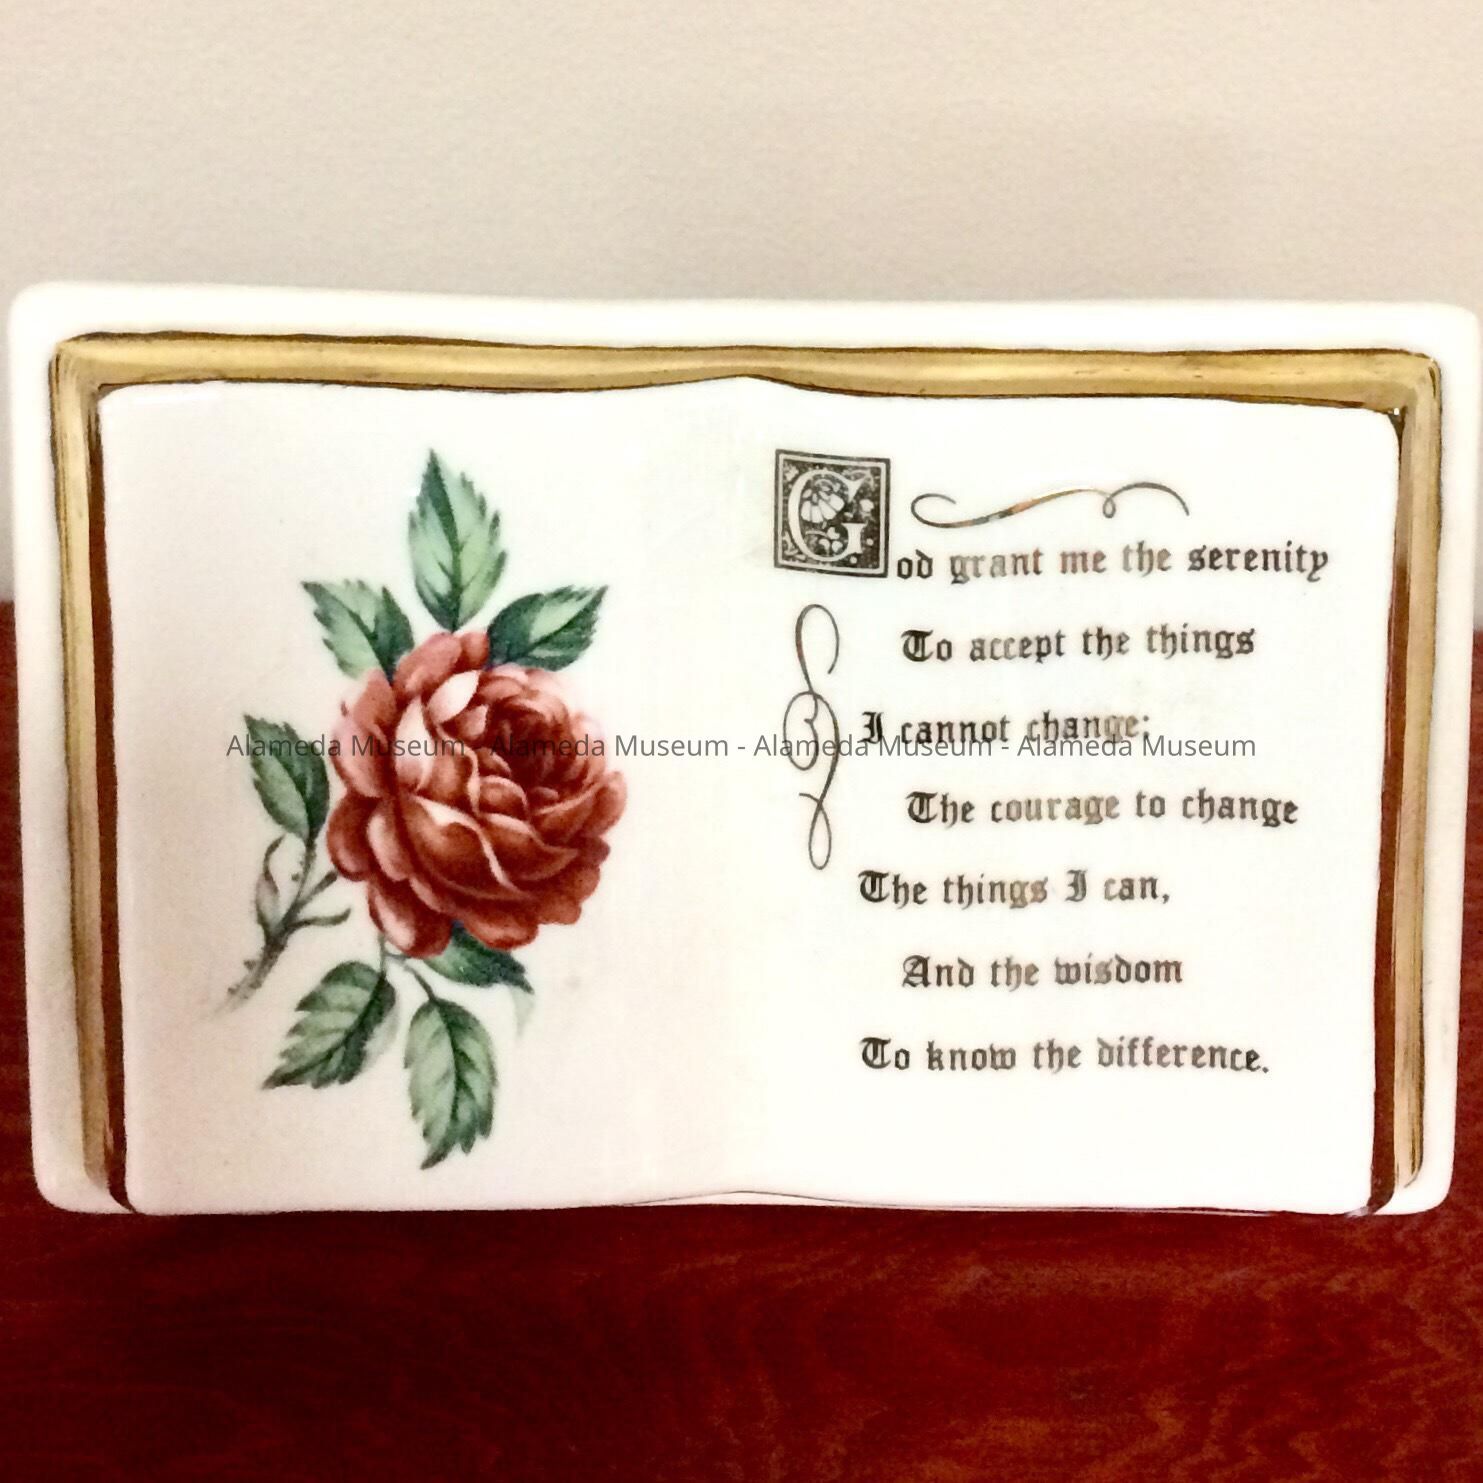 God grant me the serenity
To accept the things
I cannot change;
Alameda Museum - Alameda Museum - Alameda Museum - Alameda Museum
The courage to change
The things I can,
And the wisdom
To know the difference.